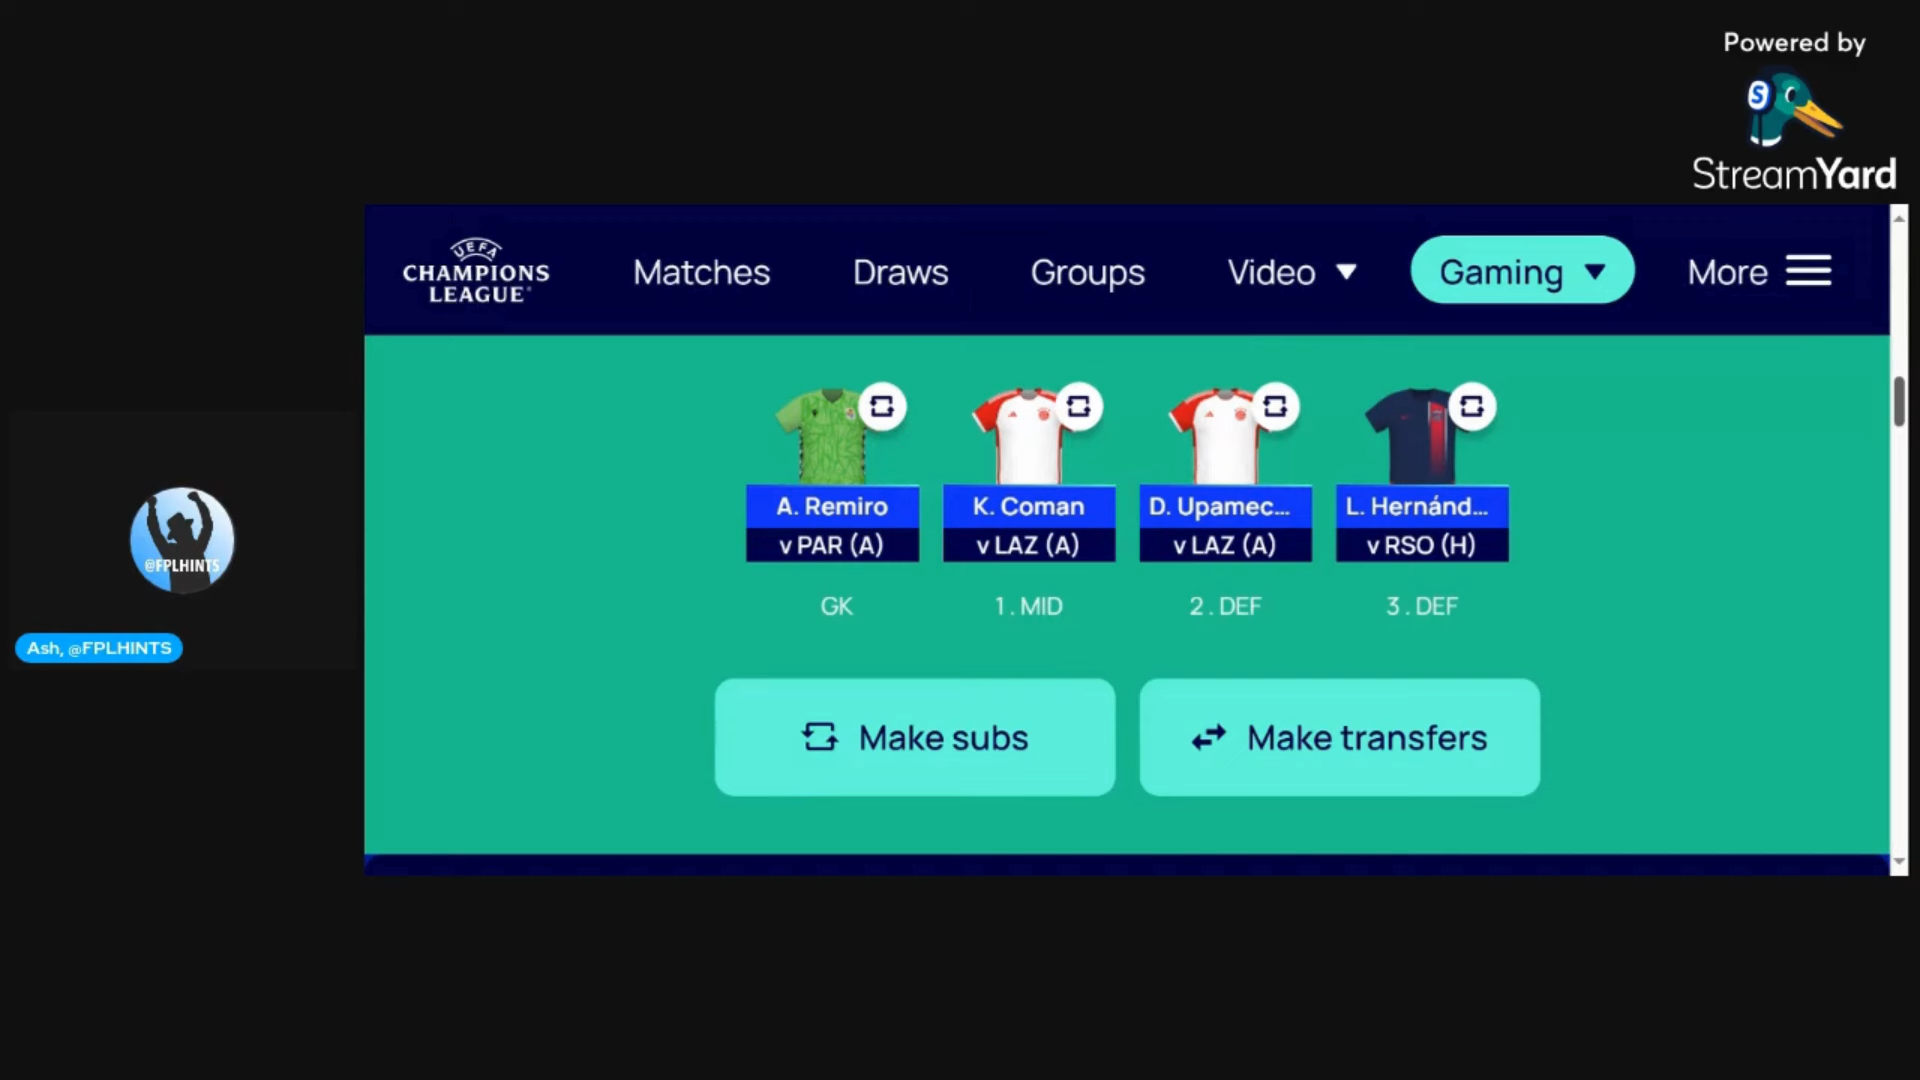 Powered by
StreamYard
UEFA
CHAMPIONS
LEAGUE
Matches
Draws
Groups
Video
Gaming
More
A. Remiro
v PAR (A)
GK
K. Coman
v LAZ (A)
1 . MID
D. Upamec...
v LAZ (A)
2 . DEF
L. Hernánd...
v RSO (H)
3 . DEF
@FPLHINTS
Ash, @FPLHINTS
Make subs
Make transfers